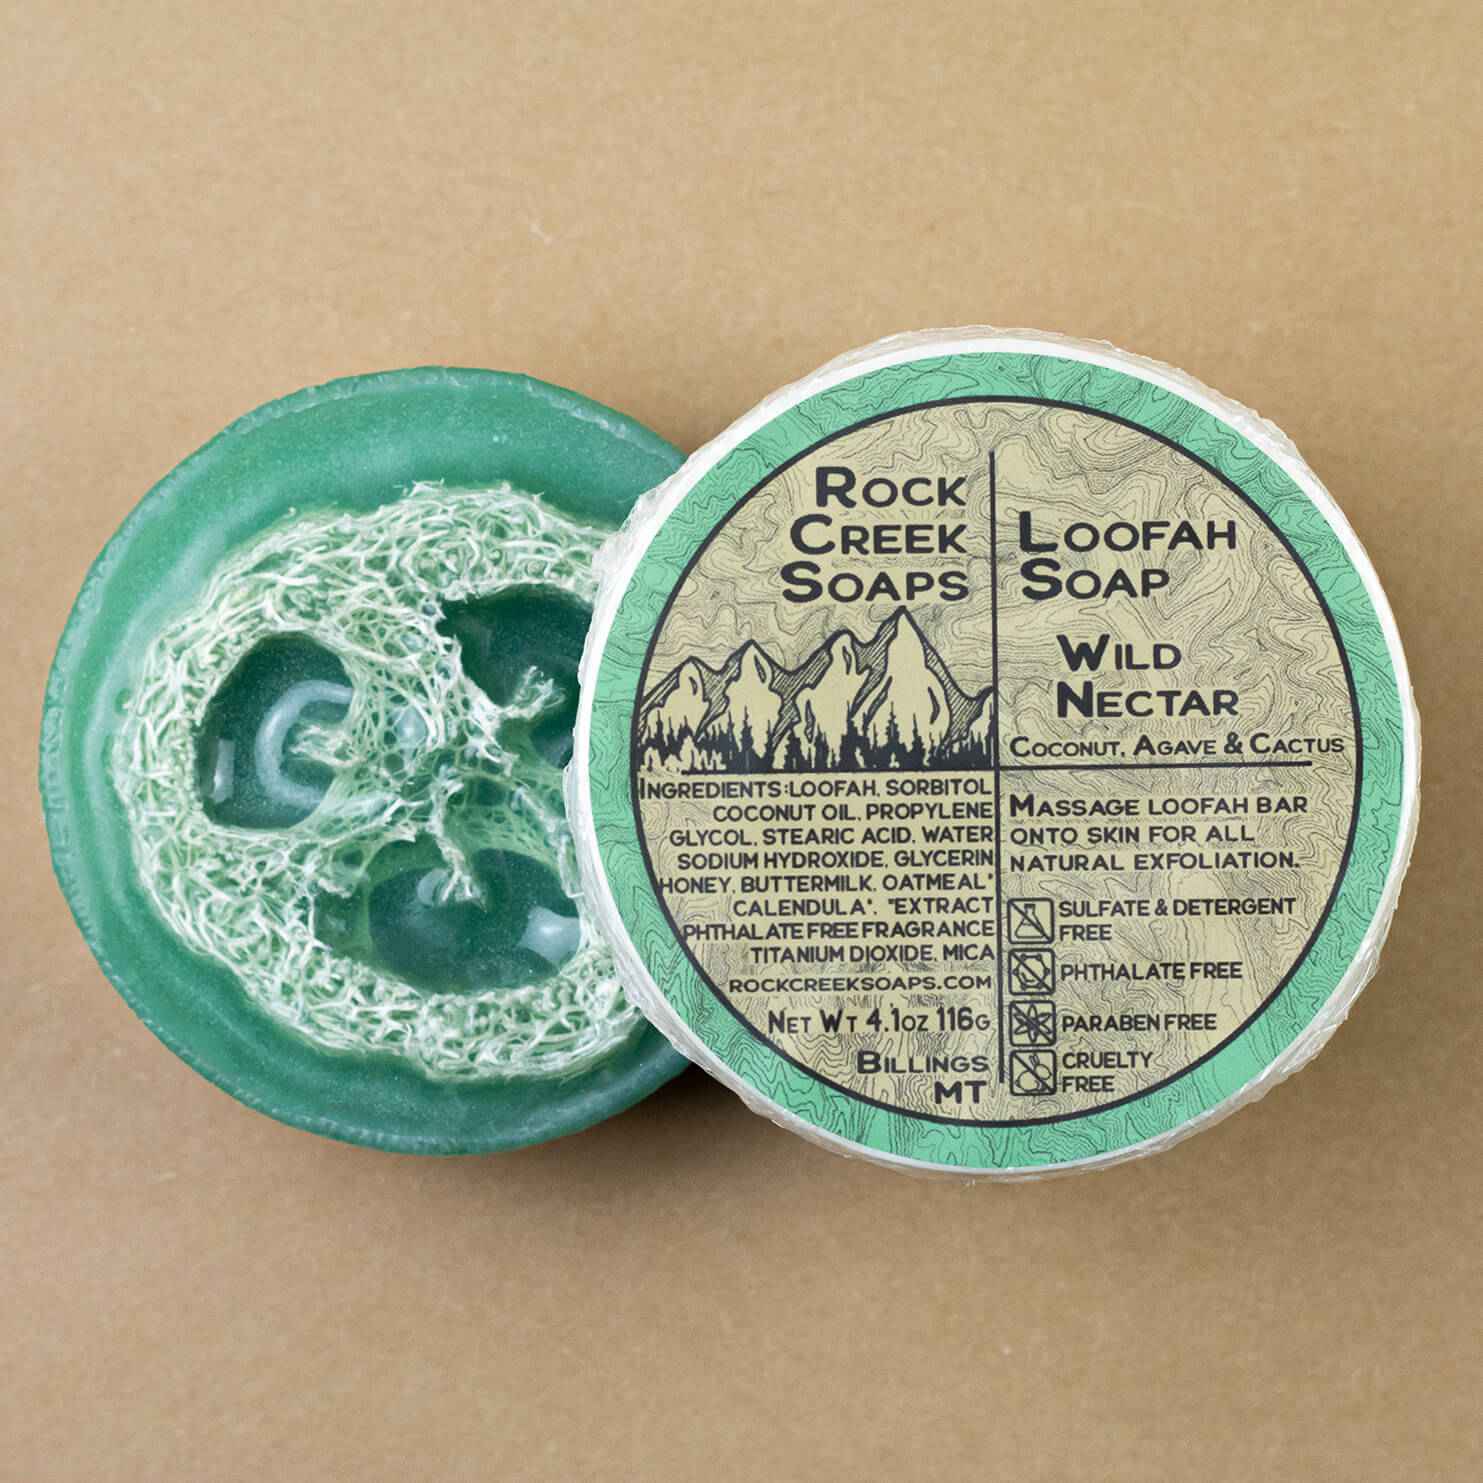 Rock
Creek
Soaps
Loofah
Soap
Wild
Nectar
Coconut, Agave & Cactus
Ingredients: LOOFAH, SORBITOL
COCONUT OIL, PROPYLENE
GLYCOL, STEARIC ACID, WATER
SODIUM HYDROXIDE, GLYCERIN
HONEY, BUTTERMILK, OATMEAL*
CALENDULA*, *EXTRACT
PHTHALATE FREE FRAGRANCE
TITANIUM DIOXIDE, MICA
ROCKCREEKSOAPS.COM
Net Wt 4.1oz 116g
Billings
MT
Massage loofah bar
onto skin for all
natural exfoliation.
SULFATE & DETERGENT
FREE
PHTHALATE FREE
PARABEN FREE
CRUELTY
FREE